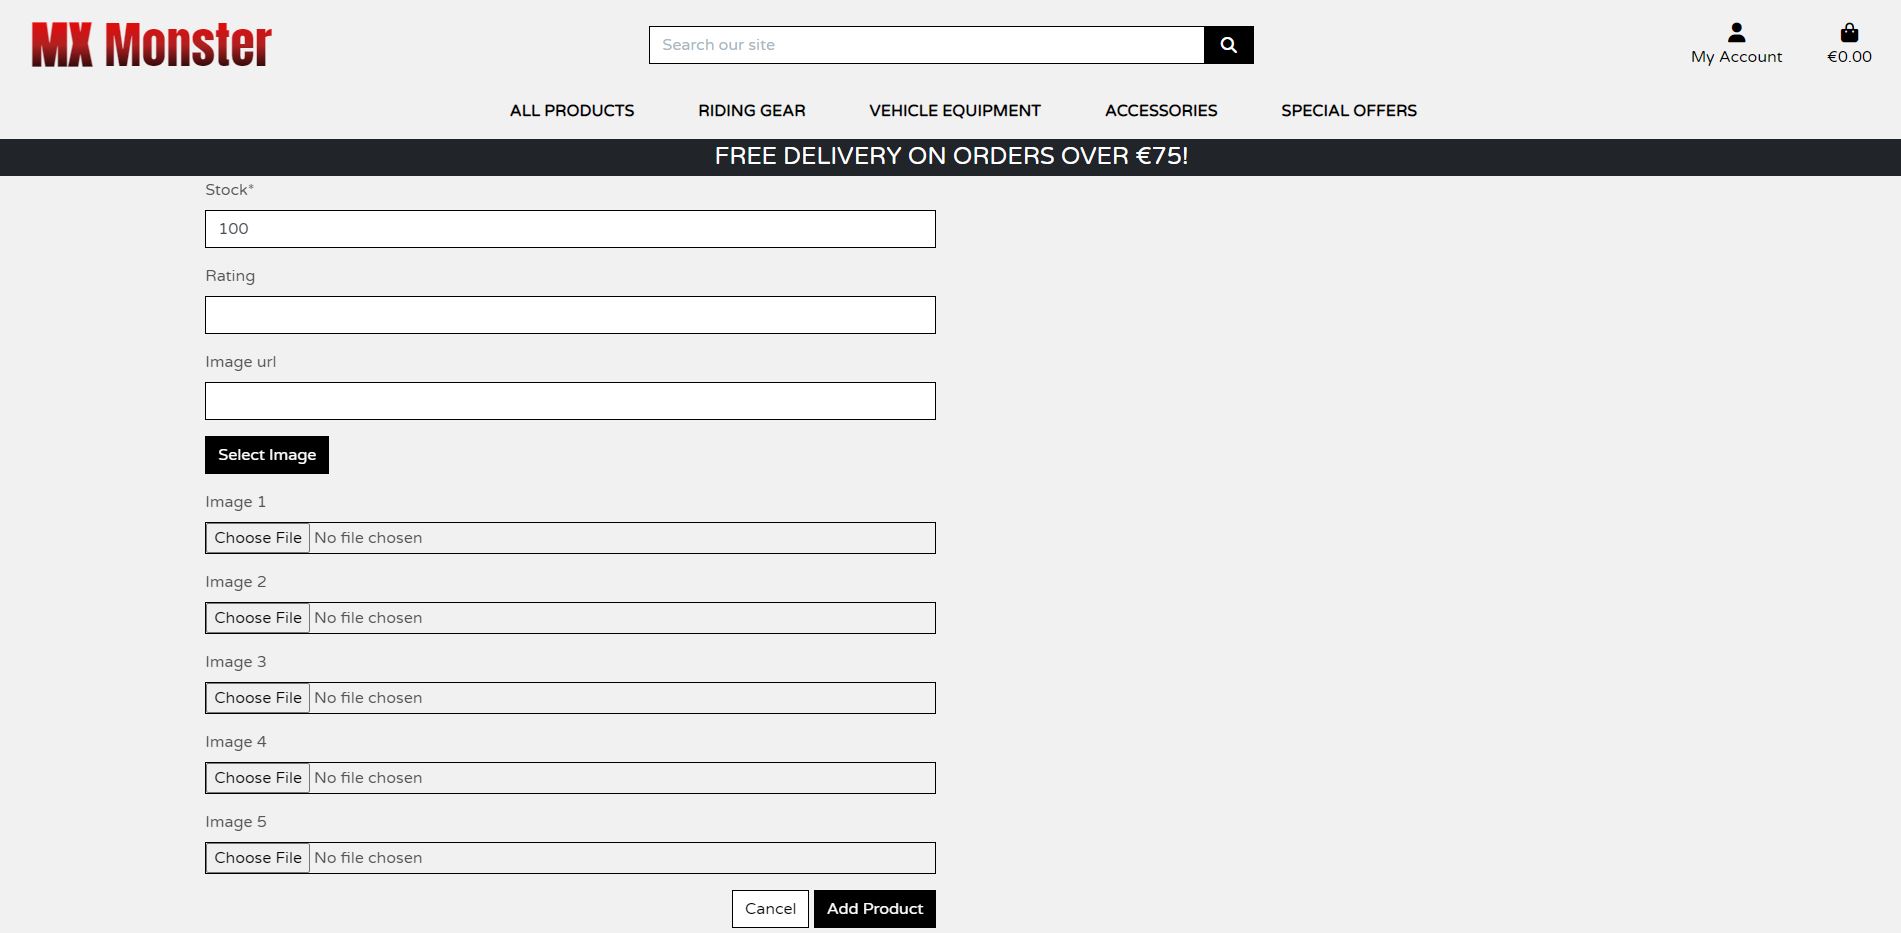 MX Monster
Search our site
My Account
€0.00
ALL PRODUCTS RIDING GEAR VEHICLE EQUIPMENT ACCESSORIES SPECIAL OFFERS
FREE DELIVERY ON ORDERS OVER €75!
Stock*
100
Rating
Image url
Select Image
Image 1
Choose File No file chosen
Image 2
Choose File No file chosen
Image 3
Choose File No file chosen
Image 4
Choose File No file chosen
Image 5
Choose File No file chosen
Cancel Add Product